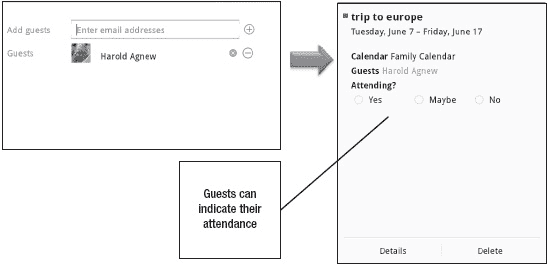 Add guests Enter email addresses
Guests Harold Agnew
trip to europe
Tuesday, June 7 – Friday, June 17
Calendar Family Calendar
Guests Harold Agnew
Attending?
Yes Maybe No
Guests can
indicate their
attendance
Details Delete